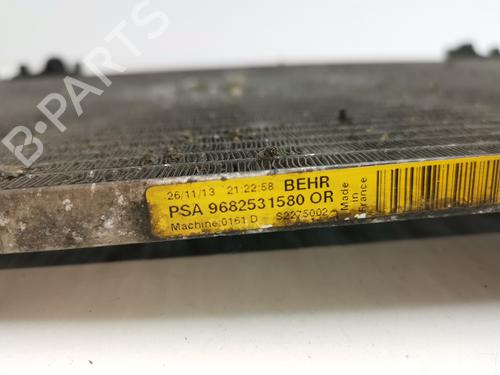 B-PARTS
26/11/13 21:22:58 BEHR
PSA 9682531580 OR
Machine:0161 D S2275002
Made
in
France